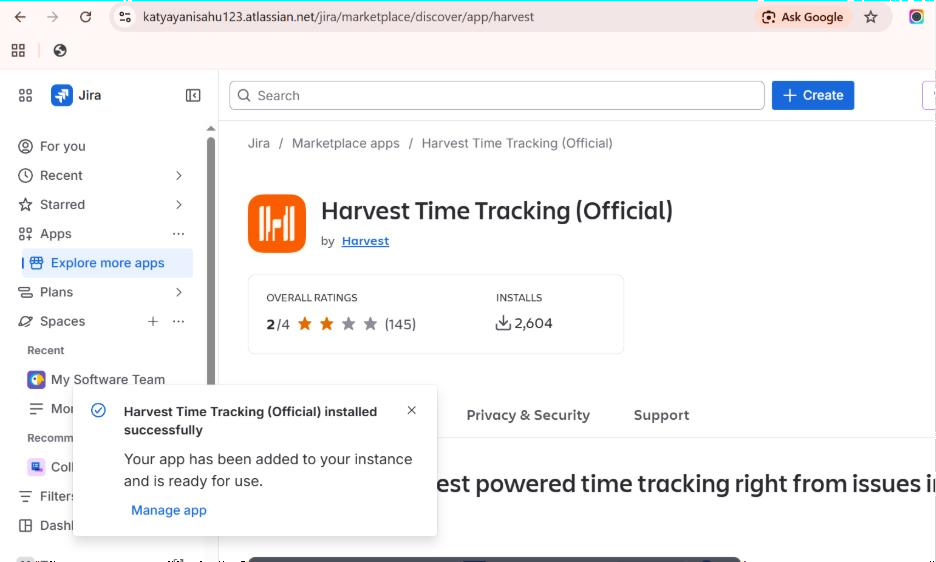 katyayanisahu123.atlassian.net/jira/marketplace/discover/app/harvest
Ask Google
Jira
Search
Create
For you
Recent
Starred
Apps
Explore more apps
Plans
Spaces
Recent
My Software Team
Recomm
Filters
Jira / Marketplace apps / Harvest Time Tracking (Official)
Harvest Time Tracking (Official)
by Harvest
OVERALL RATINGS
INSTALLS
2/4
(145)
2,604
Privacy & Security
Support
est powered time tracking right from issues i
Harvest Time Tracking (Official) installed
successfully
Your app has been added to your instance
and is ready for use.
Manage app